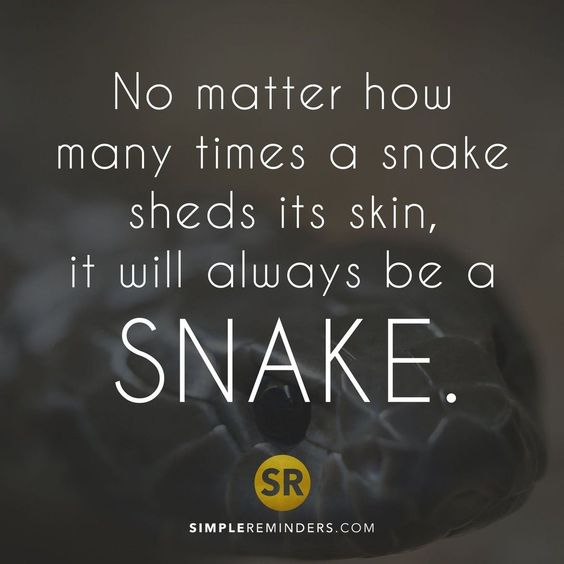 No matter how
many times a snake
sheds its skin,
it will always be a
SNAKE.
SR
SIMPLEREMINDERS.COM